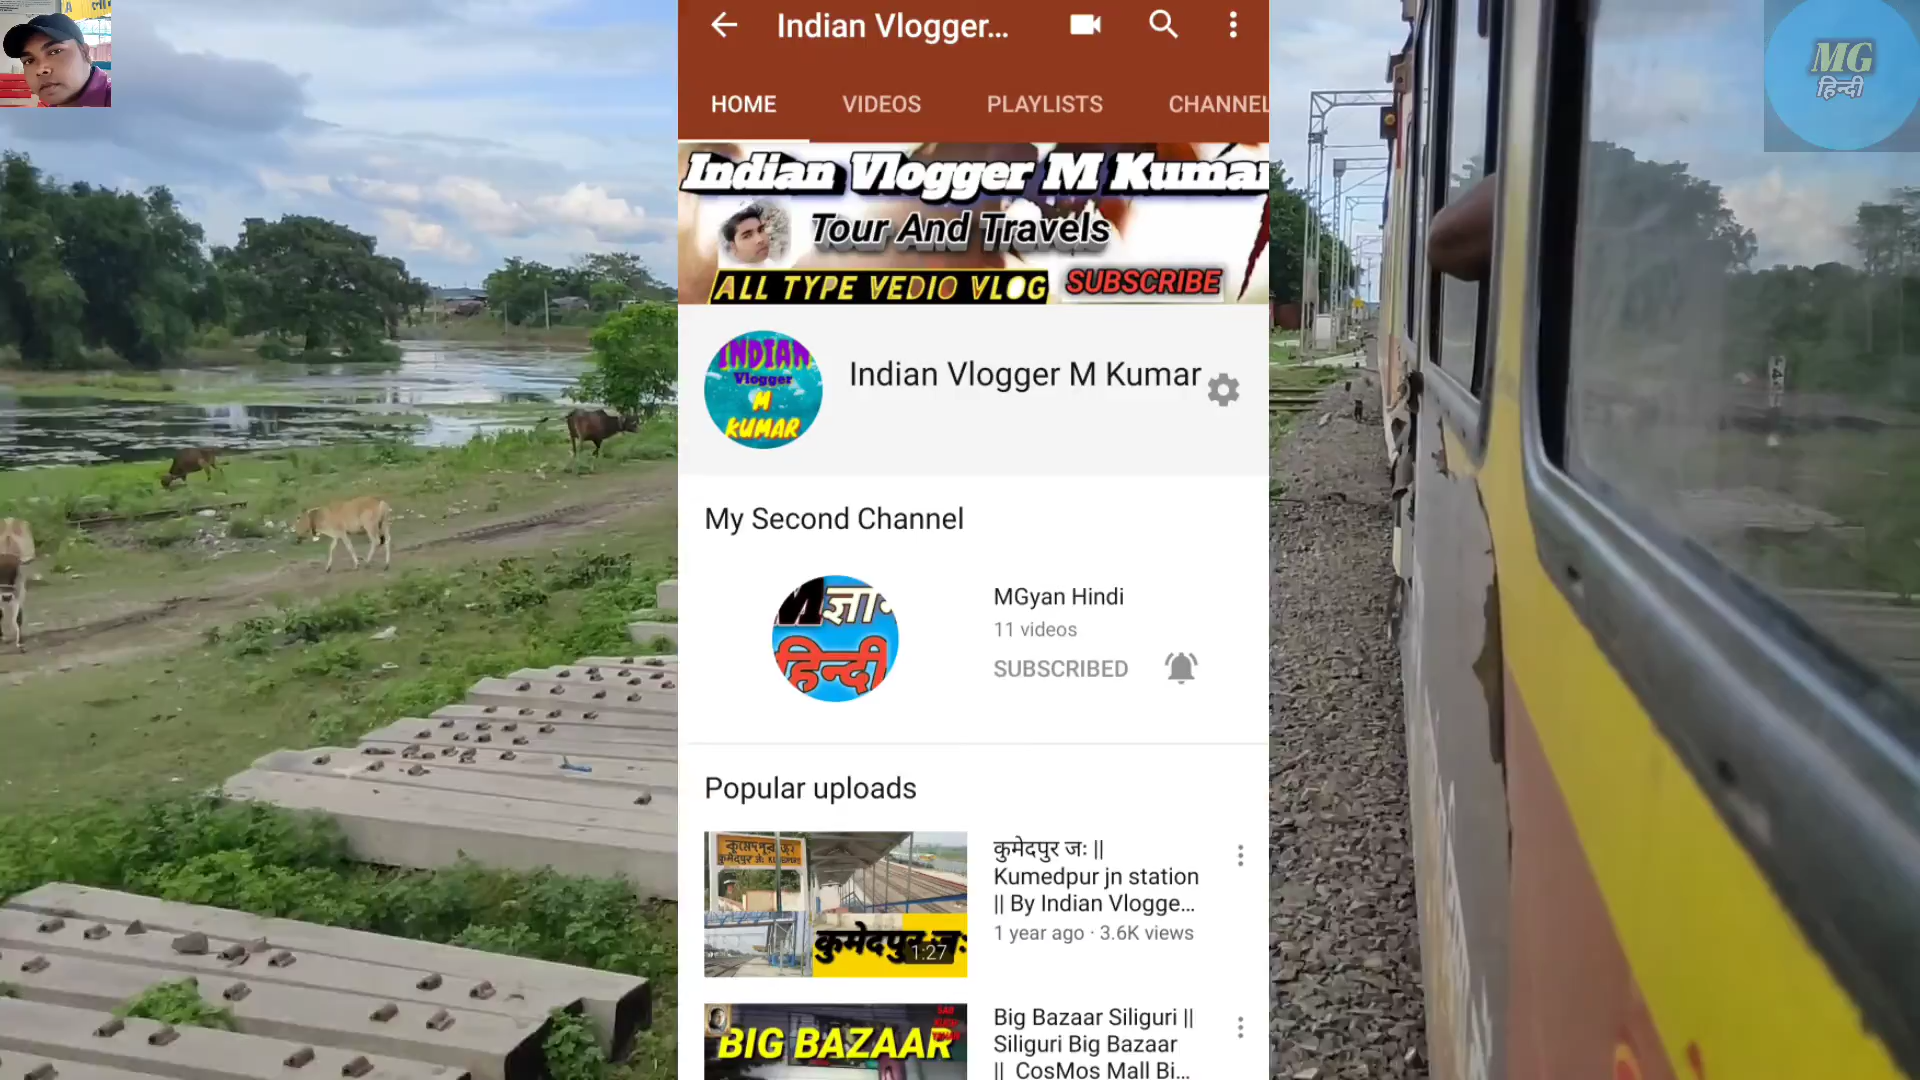 Indian Vlogger...
HOME VIDEOS PLAYLISTS CHANNEL
Indian Vlogger M Kumar
Tour And Travels
ALL TYPE VEDIO VLOG SUBSCRIBE
INDIAN
Vlogger
M
KUMAR
Indian Vlogger M Kumar
My Second Channel
Mज्ञान
हिन्दी
MGyan Hindi
11 videos
SUBSCRIBED
Popular uploads
कुमेदपुर जः ||
Kumedpur jn station
|| By Indian Vlogge...
1 year ago · 3.6K views
कुमेदपुर जः
1:27
BIG BAZAAR
Big Bazaar Siliguri ||
Siliguri Big Bazaar
|| CosMos Mall Bi...
MG
हिन्दी